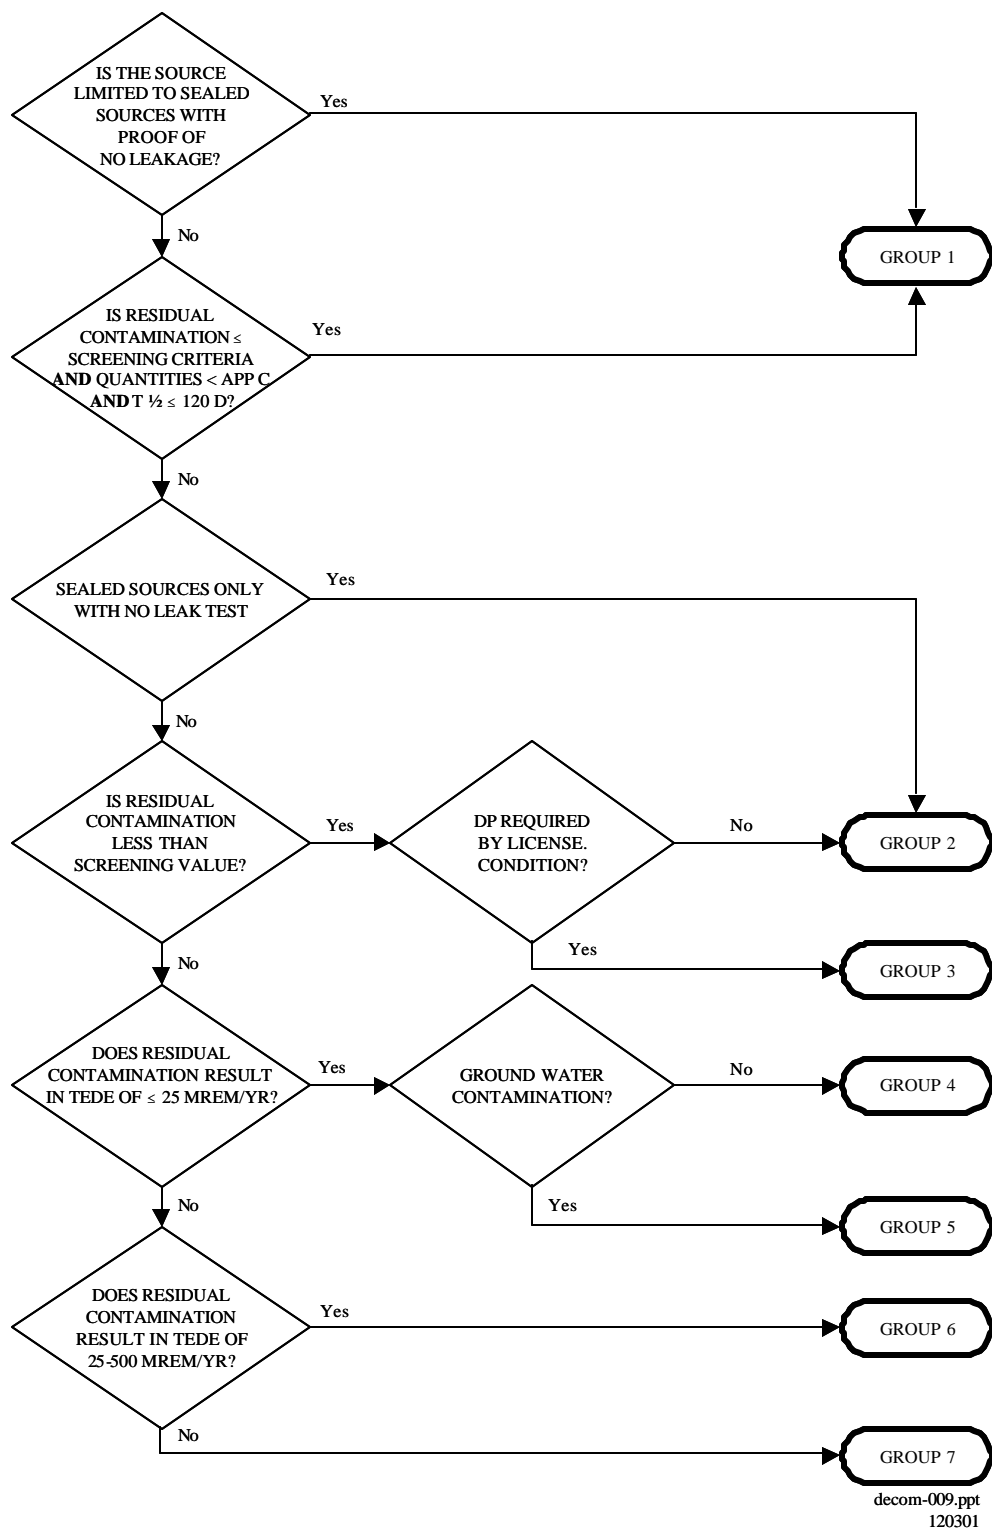 IS THE SOURCE
LIMITED TO SEALED
SOURCES WITH
PROOF OF
NO LEAKAGE?
Yes
No
GROUP 1
IS RESIDUAL
CONTAMINATION ≤
SCREENING CRITERIA
AND QUANTITIES < APP C
AND T ½ ≤ 120 D?
Yes
No
SEALED SOURCES ONLY
WITH NO LEAK TEST
Yes
No
IS RESIDUAL
CONTAMINATION
LESS THAN
SCREENING VALUE?
Yes
DP REQUIRED
BY LICENSE.
CONDITION?
No
GROUP 2
Yes
GROUP 3
No
DOES RESIDUAL
CONTAMINATION RESULT
IN TEDE OF ≤ 25 MREM/YR?
Yes
GROUND WATER
CONTAMINATION?
No
GROUP 4
Yes
GROUP 5
No
DOES RESIDUAL
CONTAMINATION
RESULT IN TEDE OF
25-500 MREM/YR?
Yes
GROUP 6
No
GROUP 7
decom-009.ppt
120301